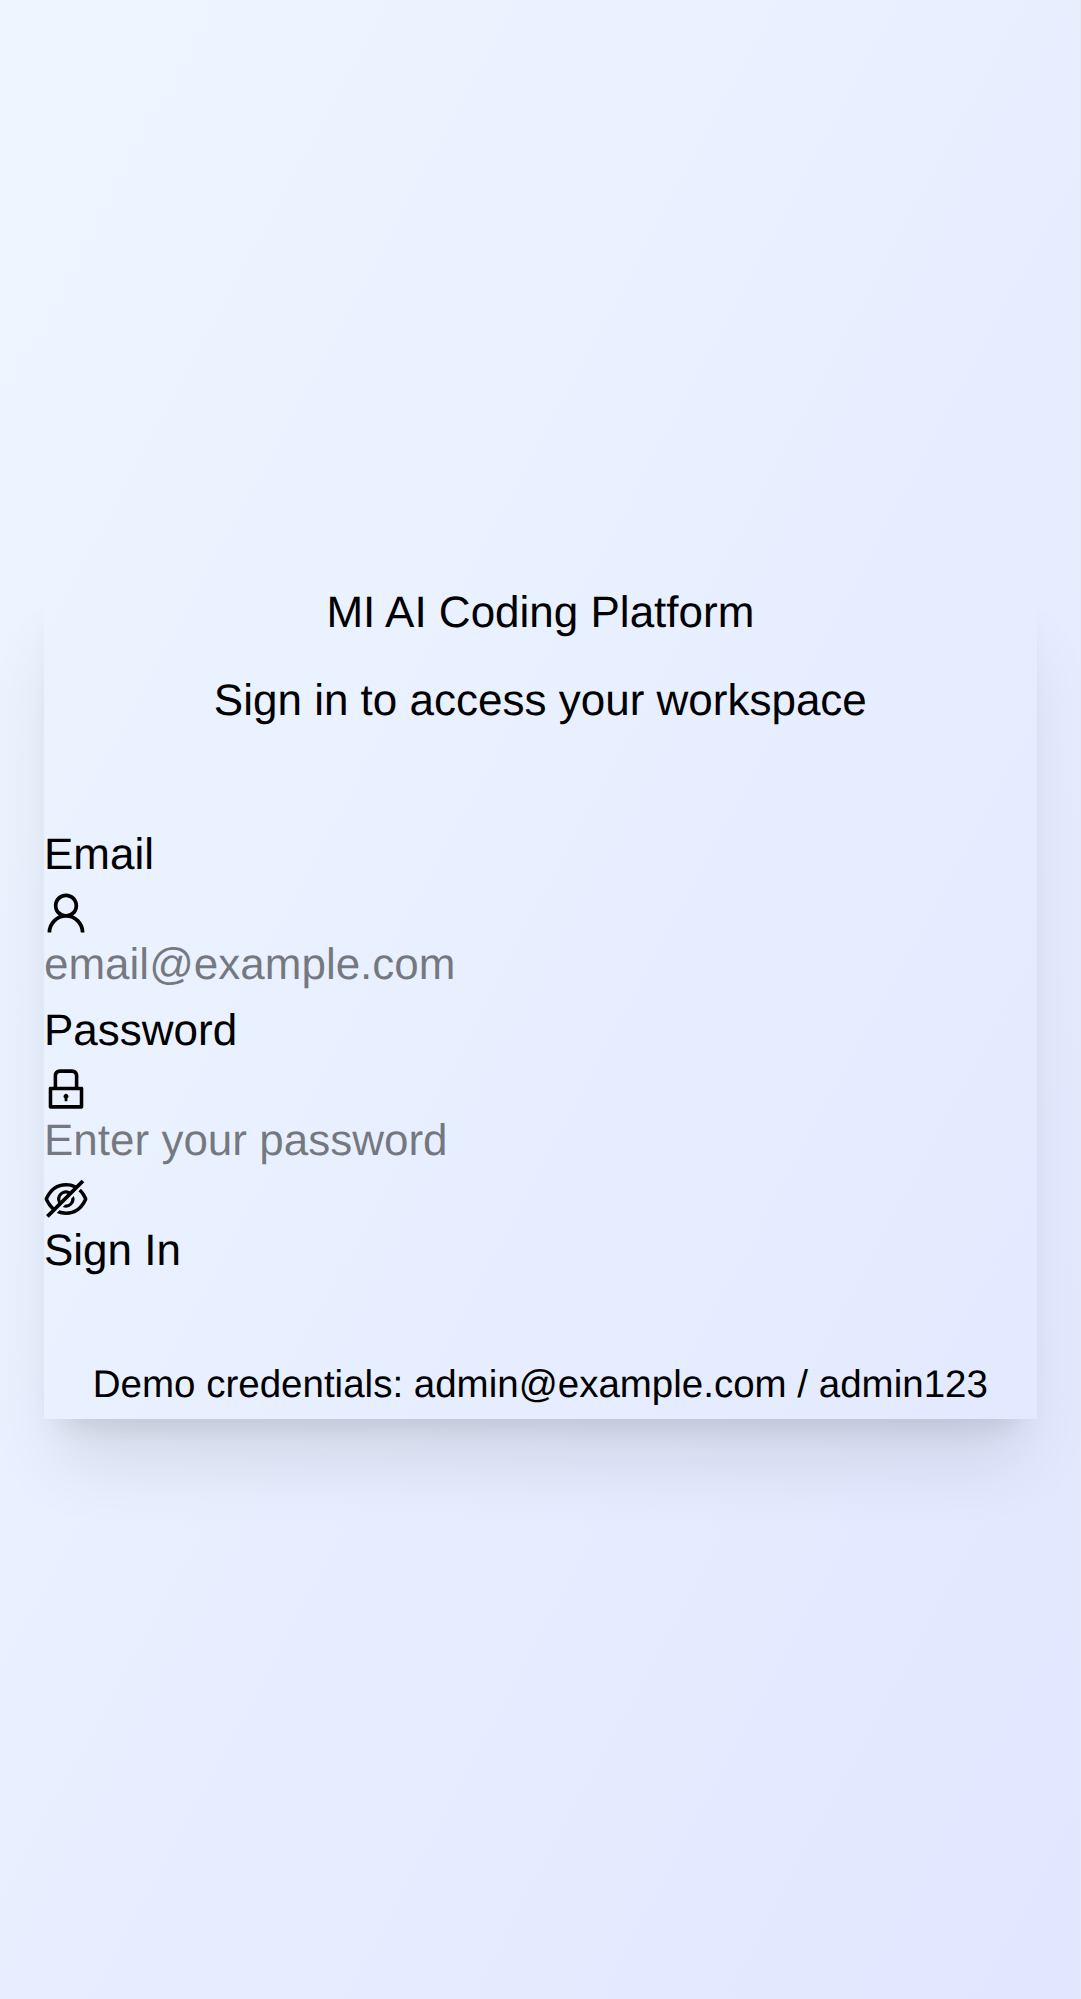 MI AI Coding Platform
Sign in to access your workspace
Email
email@example.com
Password
Enter your password
Sign In
Demo credentials: admin@example.com / admin123